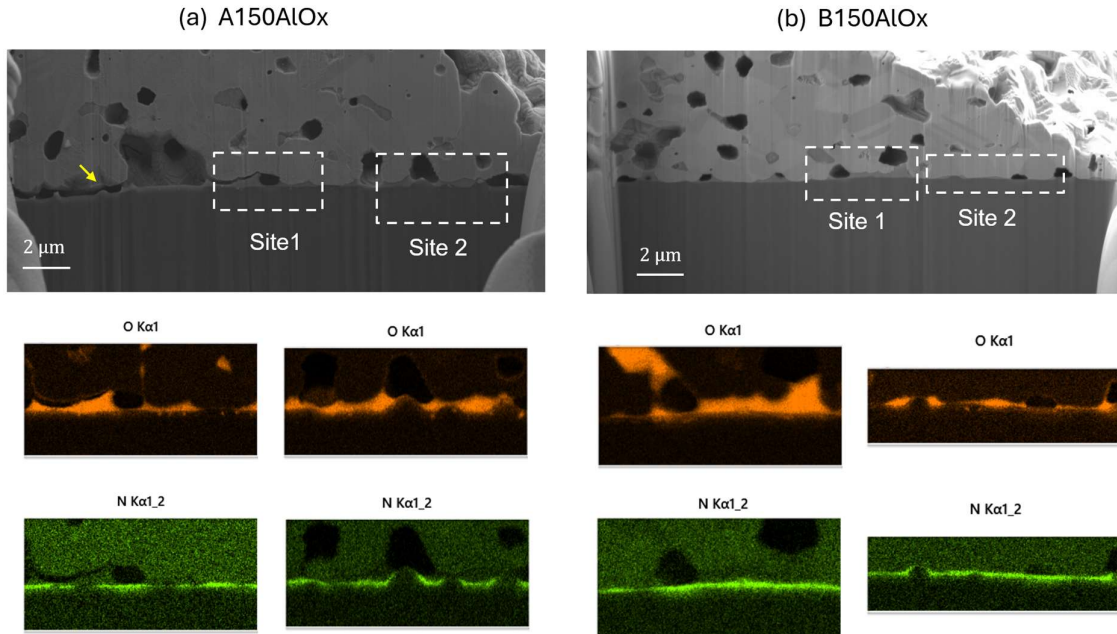 (a) A150AlOx
(b) B150AlOx
Site1
Site 2
2 μm
Site 1
Site 2
2 μm
O Kα1
O Kα1
O Kα1
O Kα1
N Kα1_2
N Kα1_2
N Kα1_2
N Kα1_2